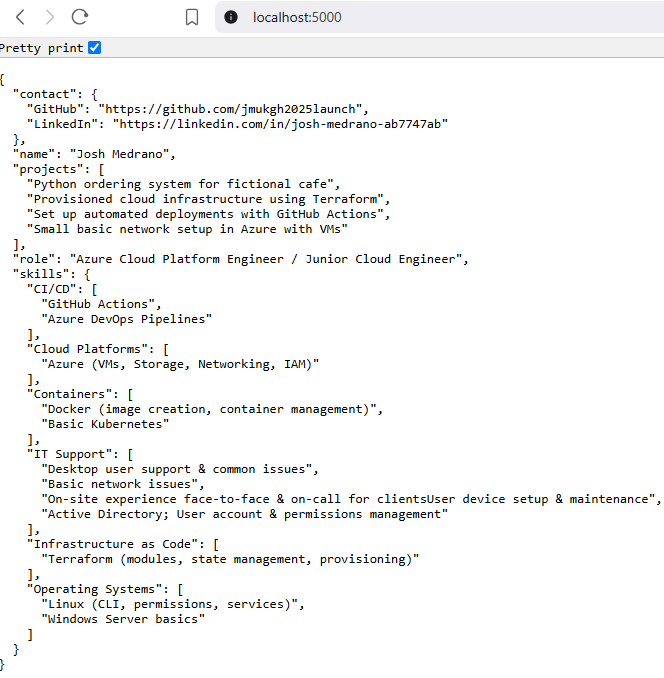 localhost:5000
Pretty print
{
  "contact": {
    "GitHub": "https://github.com/jmukgh2025launch",
    "LinkedIn": "https://linkedin.com/in/josh-medrano-ab7747ab"
  },
  "name": "Josh Medrano",
  "projects": [
    "Python ordering system for fictional cafe",
    "Provisioned cloud infrastructure using Terraform",
    "Set up automated deployments with GitHub Actions",
    "Small basic network setup in Azure with VMs"
  ],
  "role": "Azure Cloud Platform Engineer / Junior Cloud Engineer",
  "skills": {
    "CI/CD": [
      "GitHub Actions",
      "Azure DevOps Pipelines"
    ],
    "Cloud Platforms": [
      "Azure (VMs, Storage, Networking, IAM)"
    ],
    "Containers": [
      "Docker (image creation, container management)",
      "Basic Kubernetes"
    ],
    "IT Support": [
      "Desktop user support & common issues",
      "Basic network issues",
      "On-site experience face-to-face & on-call for clientsUser device setup & maintenance",
      "Active Directory; User account & permissions management"
    ],
    "Infrastructure as Code": [
      "Terraform (modules, state management, provisioning)"
    ],
    "Operating Systems": [
      "Linux (CLI, permissions, services)",
      "Windows Server basics"
    ]
  }
}